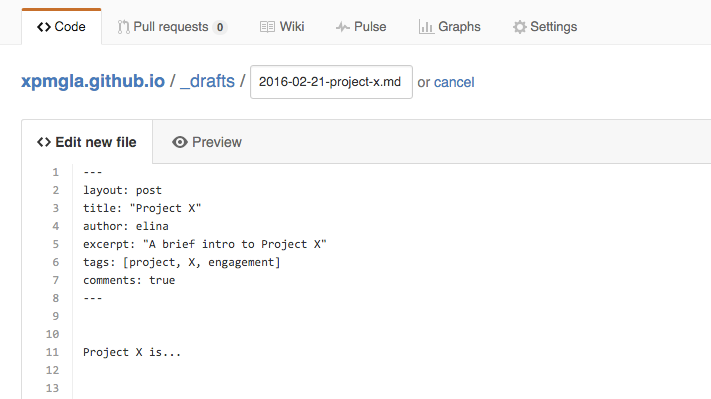 <> Code Pull requests 0 Wiki Pulse Graphs Settings
xpmgla.github.io / _drafts / 2016-02-21-project-x.md or cancel
<> Edit new file Preview
1 ---
2 layout: post
3 title: "Project X"
4 author: elina
5 excerpt: "A brief intro to Project X"
6 tags: [project, X, engagement]
7 comments: true
8 ---
9
10
11 Project X is...
12
13